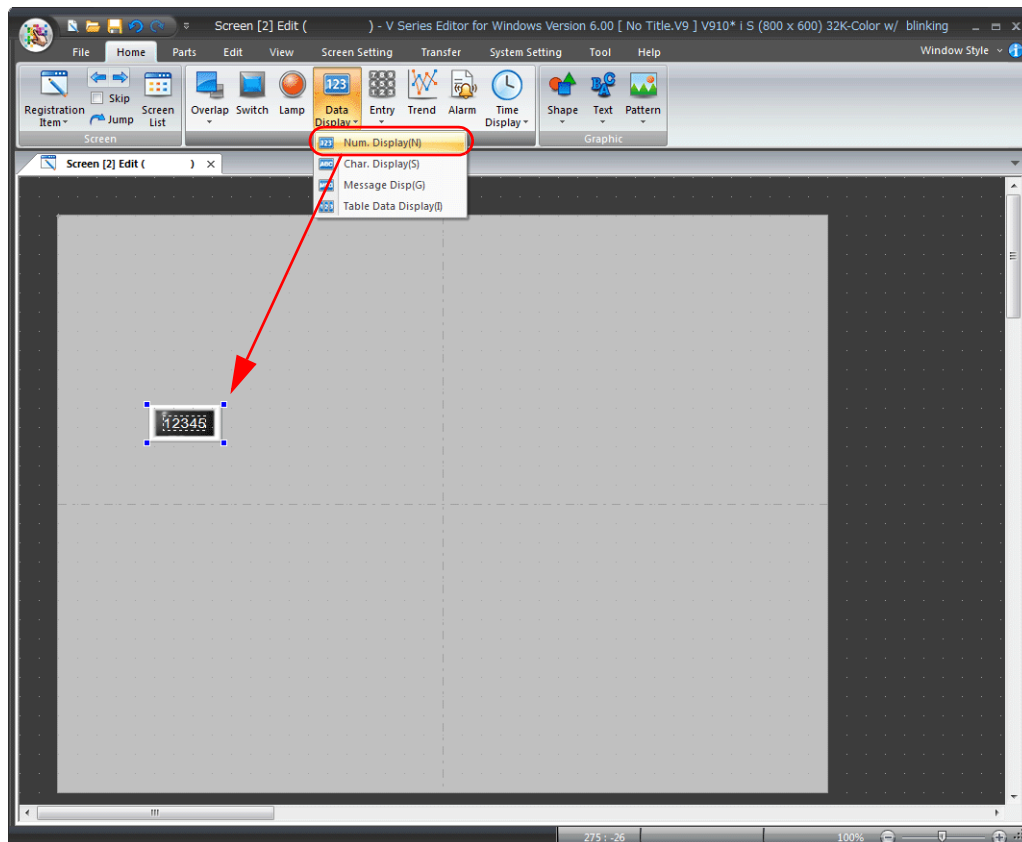 Screen [2] Edit ( ) - V Series Editor for Windows Version 6.00 [ No Title.V9 ] V910* i S (800 x 600) 32K-Color w/ blinking
File Home Parts Edit View Screen Setting Transfer System Setting Tool Help Window Style
Registration Item
Skip
Jump
Screen List
Overlap Switch Lamp
123
Data Display
Entry Trend Alarm
Time Display
Shape Text Pattern
Screen
Graphic
Screen [2] Edit ( ) ×
123 Num. Display(N)
ABC Char. Display(S)
Message Disp(G)
Table Data Display(I)
12345
275 : -26
100%